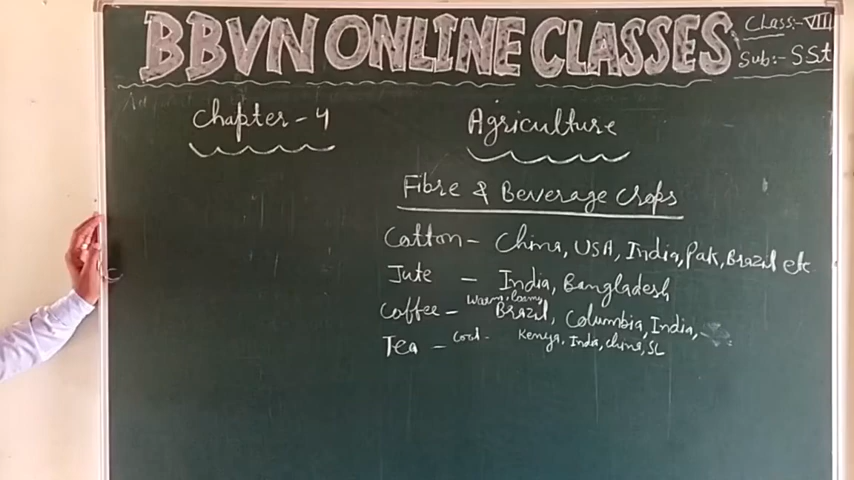 BBVN ONLINE CLASSES
Class:- VIII
Sub:- SSt
Chapter - 4
Agriculture
Fibre & Beverage Crops
Cotton - China, USA, India, Pak, Brazil etc
Jute - India, Bangladesh
Coffee - Warm, loamy Brazil, Columbia, India,
Tea - Cool - Kenya, India, China, SL